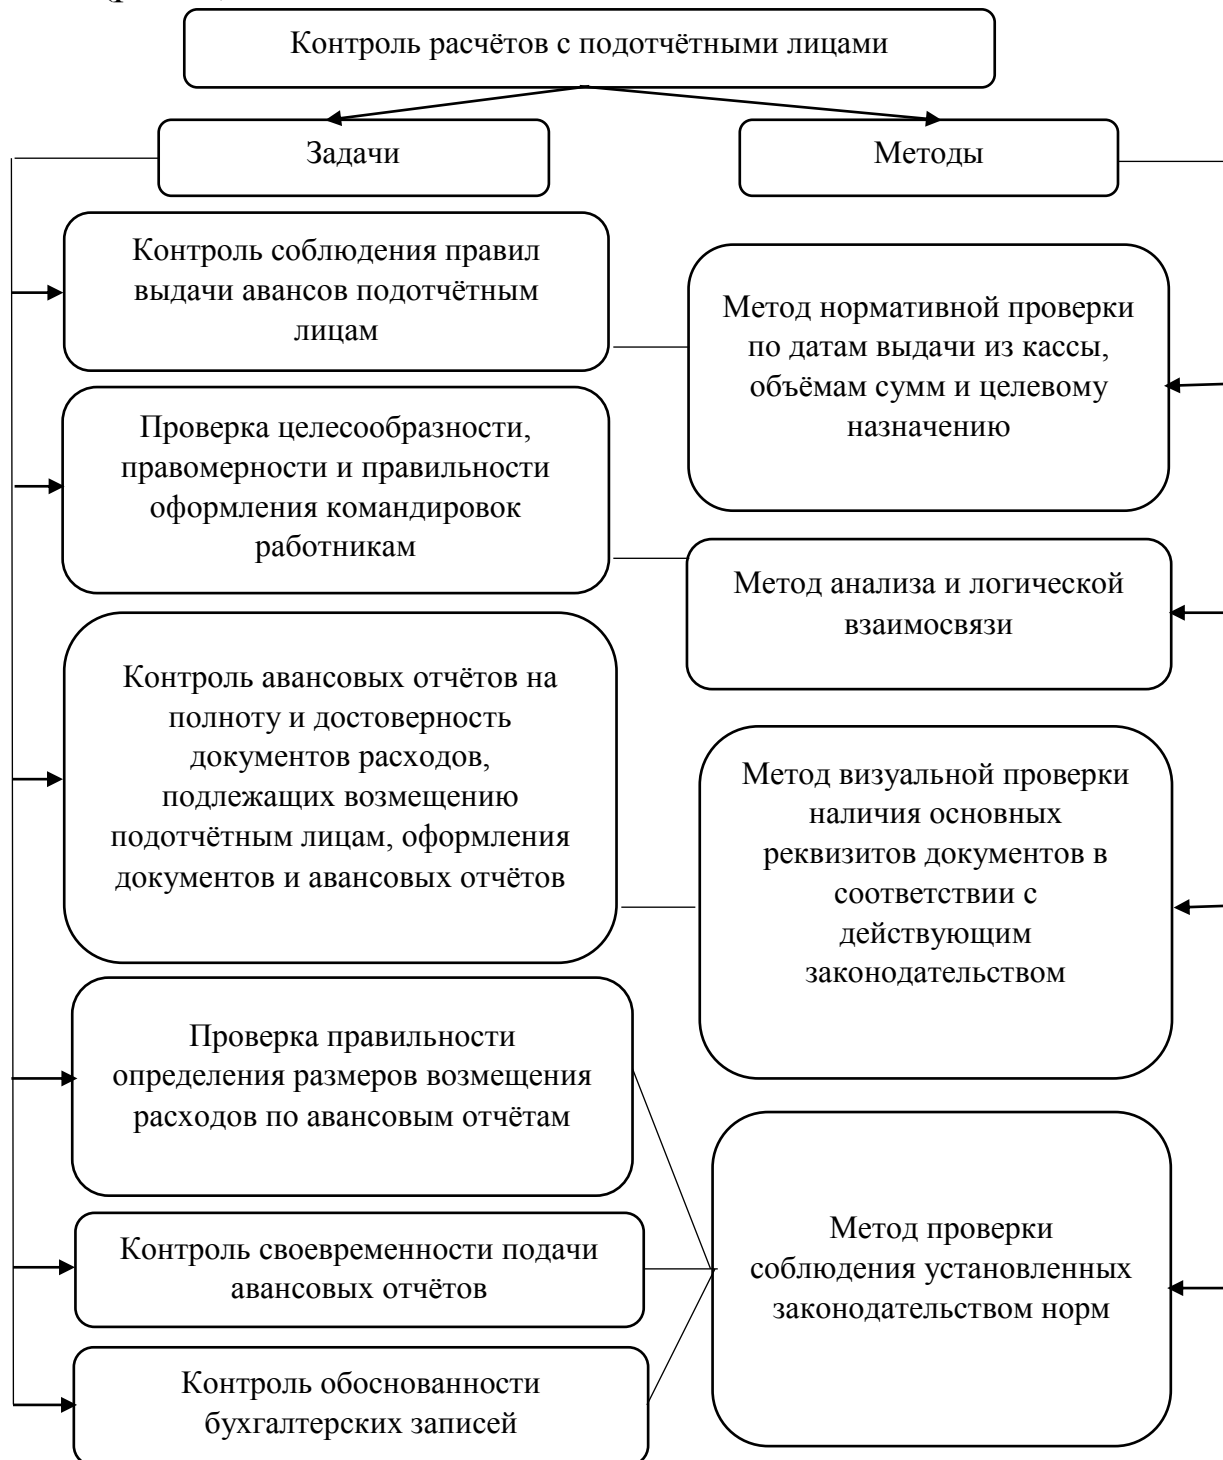 Контроль расчётов с подотчётными лицами
Задачи
Методы
Контроль соблюдения правил
выдачи авансов подотчётным
лицам
Метод нормативной проверки
по датам выдачи из кассы,
объёмам сумм и целевому
назначению
Проверка целесообразности,
правомерности и правильности
оформления командировок
работникам
Метод анализа и логической
взаимосвязи
Контроль авансовых отчётов на
полноту и достоверность
документов расходов,
подлежащих возмещению
подотчётным лицам, оформления
документов и авансовых отчётов
Метод визуальной проверки
наличия основных
реквизитов документов в
соответствии с
действующим
законодательством
Проверка правильности
определения размеров возмещения
расходов по авансовым отчётам
Контроль своевременности подачи
авансовых отчётов
Контроль обоснованности
бухгалтерских записей
Метод проверки
соблюдения установленных
законодательством норм